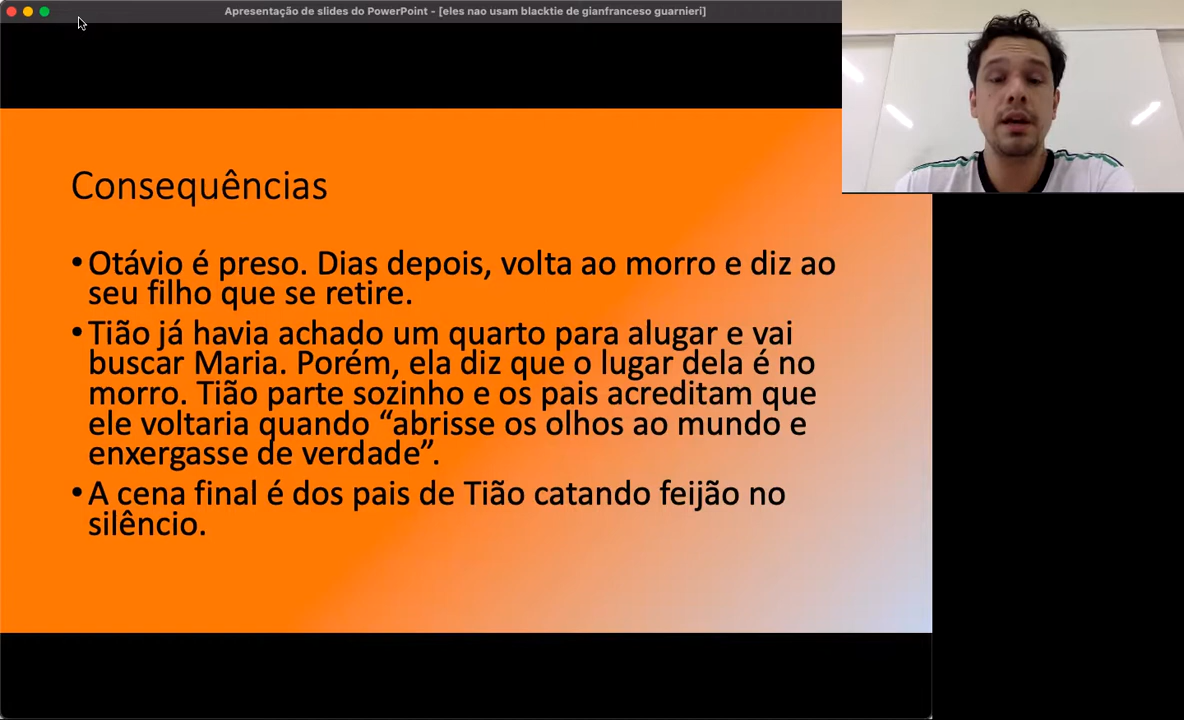 Apresentação de slides do PowerPoint - [eles nao usam blacktie de gianfranceso guarnieri]
Consequências
• Otávio é preso. Dias depois, volta ao morro e diz ao
seu filho que se retire.
• Tião já havia achado um quarto para alugar e vai
buscar Maria. Porém, ela diz que o lugar dela é no
morro. Tião parte sozinho e os pais acreditam que
ele voltaria quando “abrisse os olhos ao mundo e
enxergasse de verdade”.
• A cena final é dos pais de Tião catando feijão no
silêncio.